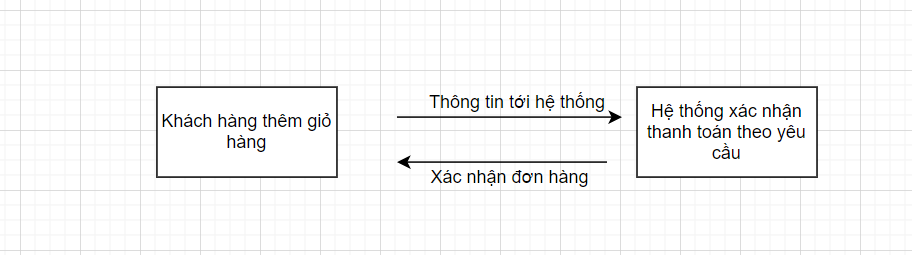 Khách hàng thêm giỏ
hàng
Thông tin tới hệ thống
Xác nhận đơn hàng
Hệ thống xác nhận
thanh toán theo yêu
cầu